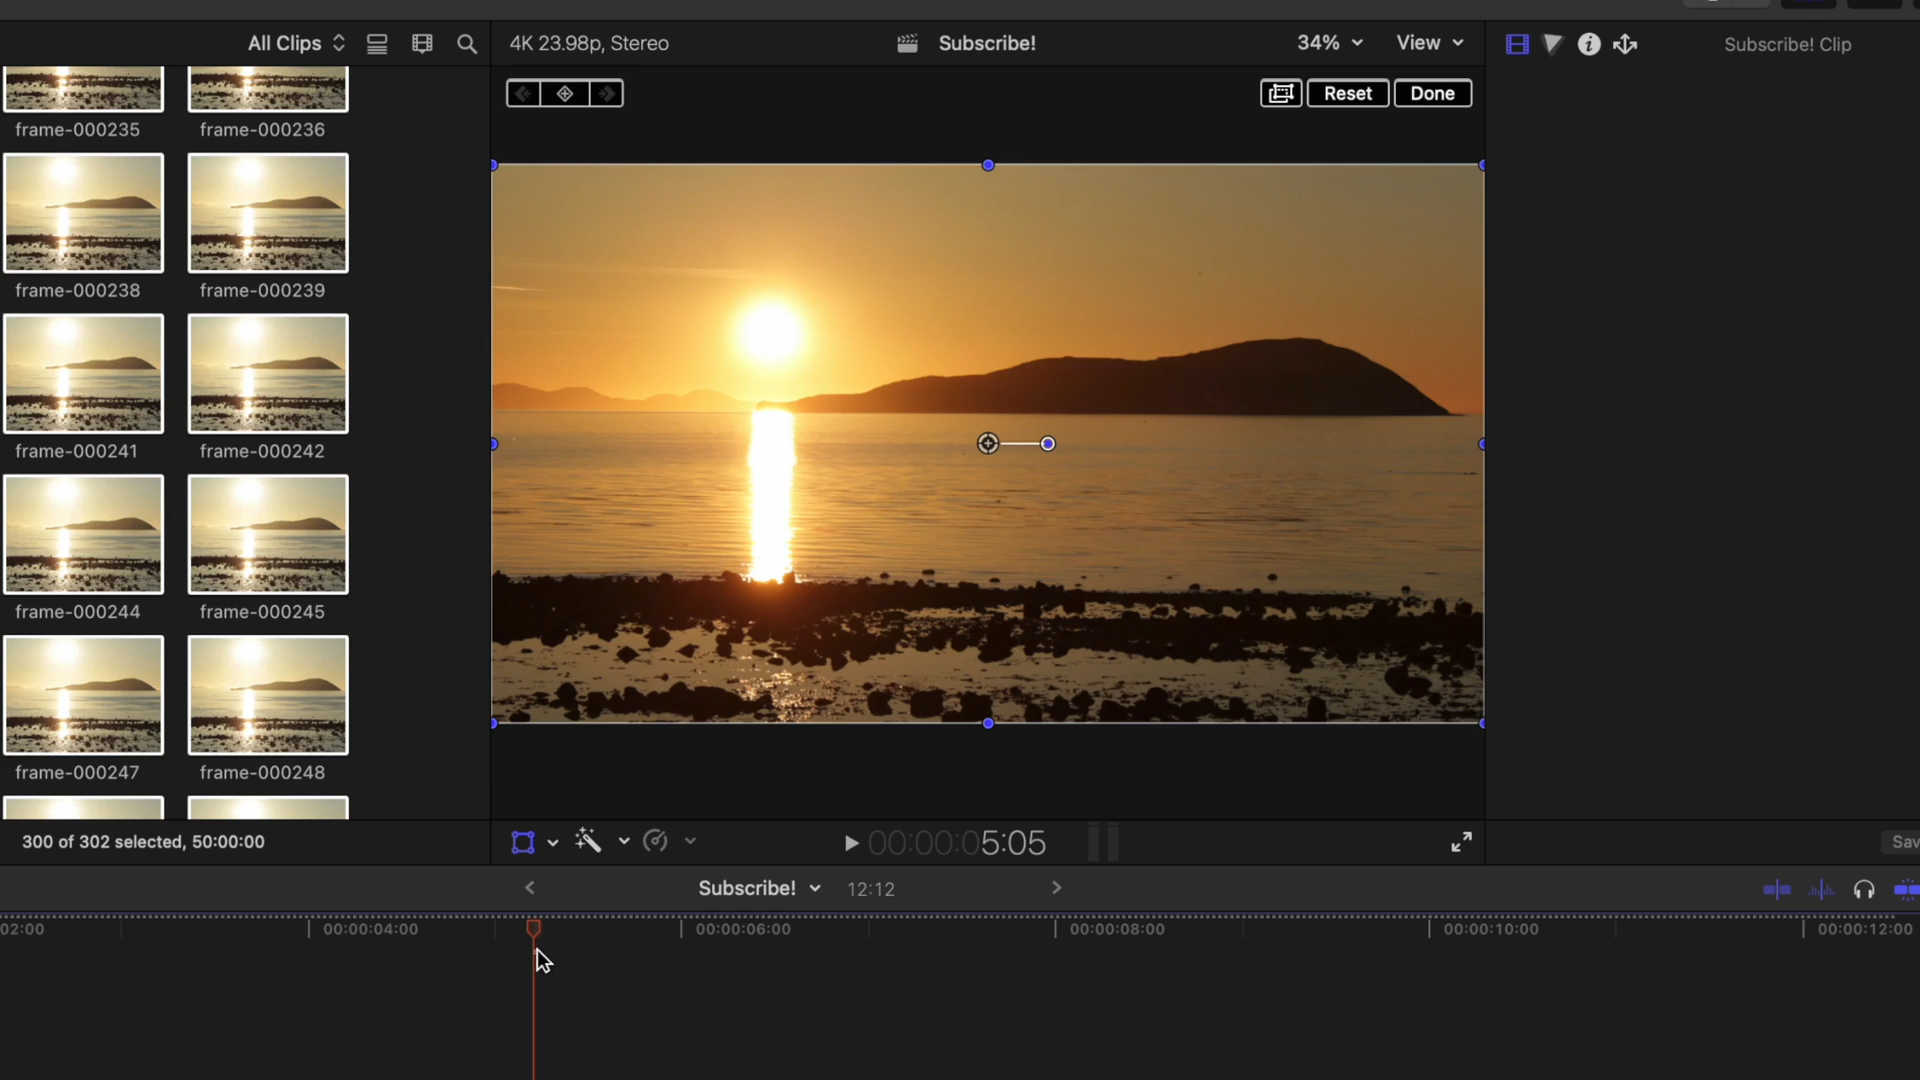 All Clips
4K 23.98p, Stereo
Subscribe!
34%
View
Subscribe! Clip
Reset
Done
frame-000235
frame-000236
frame-000238
frame-000239
frame-000241
frame-000242
frame-000244
frame-000245
frame-000247
frame-000248
300 of 302 selected, 50:00:00
00:00:05:05
Sav
Subscribe!
12:12
02:00
00:00:04:00
00:00:06:00
00:00:08:00
00:00:10:00
00:00:12:00